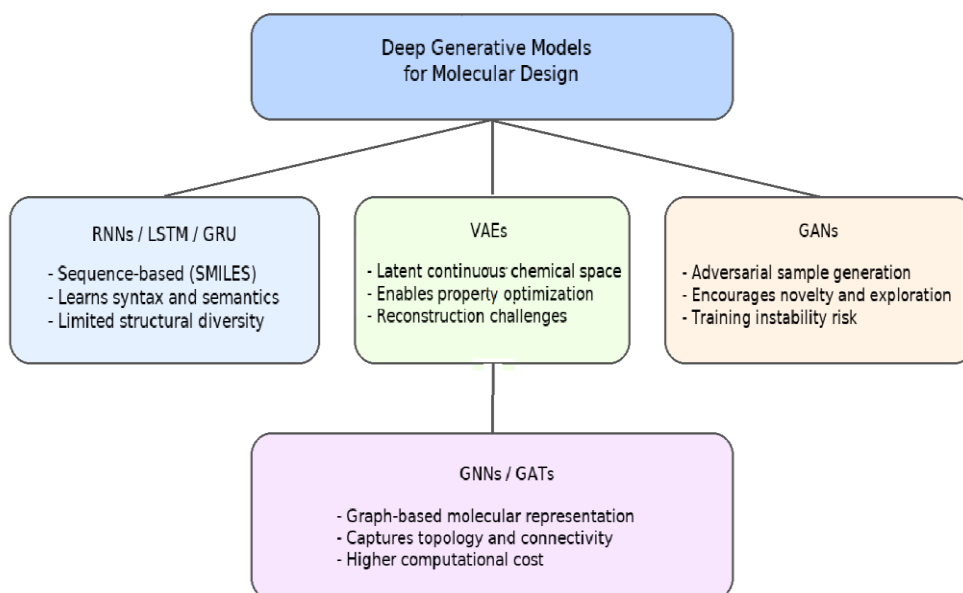 Deep Generative Models
for Molecular Design
RNNs / LSTM / GRU
- Sequence-based (SMILES)
- Learns syntax and semantics
- Limited structural diversity
VAEs
- Latent continuous chemical space
- Enables property optimization
- Reconstruction challenges
GANs
- Adversarial sample generation
- Encourages novelty and exploration
- Training instability risk
GNNs / GATs
- Graph-based molecular representation
- Captures topology and connectivity
- Higher computational cost